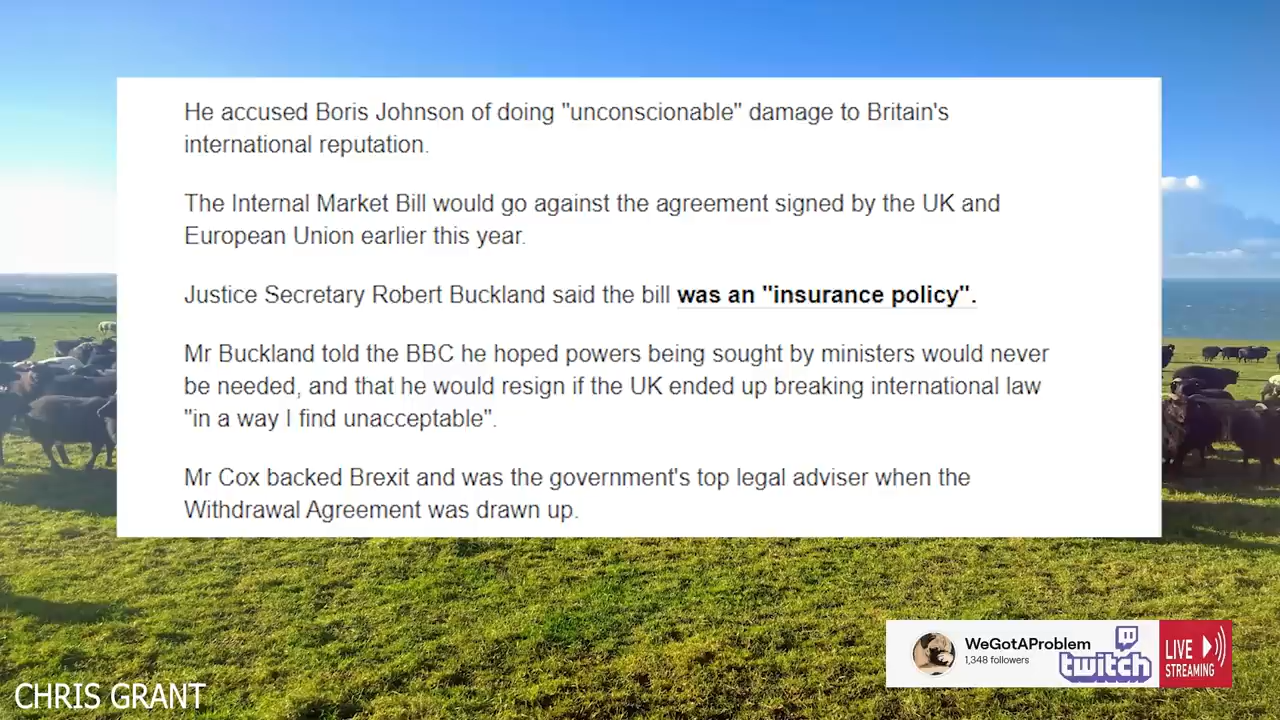 He accused Boris Johnson of doing "unconscionable" damage to Britain's
international reputation.
The Internal Market Bill would go against the agreement signed by the UK and
European Union earlier this year.
Justice Secretary Robert Buckland said the bill was an "insurance policy".
Mr Buckland told the BBC he hoped powers being sought by ministers would never
be needed, and that he would resign if the UK ended up breaking international law
"in a way I find unacceptable".
Mr Cox backed Brexit and was the government's top legal adviser when the
Withdrawal Agreement was drawn up.
WeGotAProblem
1,348 followers
twitch
LIVE
STREAMING
CHRIS GRANT